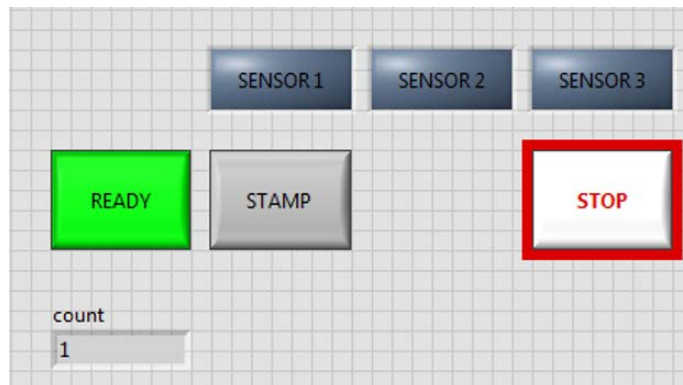 SENSOR 1 SENSOR 2 SENSOR 3
READY STAMP STOP
count
1